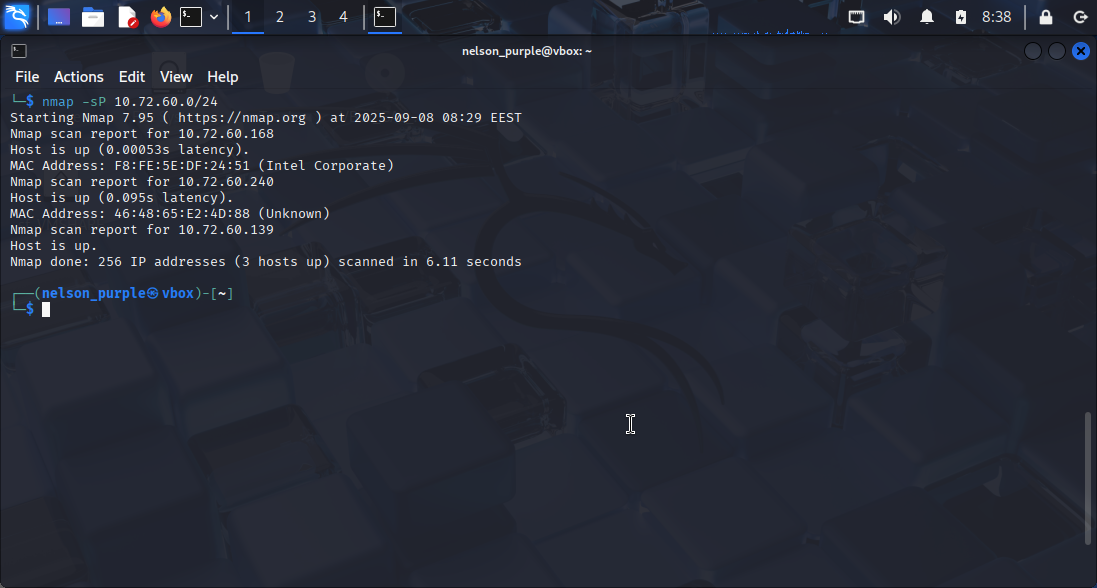 1 2 3 4 8:38
nelson_purple@vbox: ~
File Actions Edit View Help
└─$ nmap -sP 10.72.60.0/24
Starting Nmap 7.95 ( https://nmap.org ) at 2025-09-08 08:29 EEST
Nmap scan report for 10.72.60.168
Host is up (0.00053s latency).
MAC Address: F8:FE:5E:DF:24:51 (Intel Corporate)
Nmap scan report for 10.72.60.240
Host is up (0.095s latency).
MAC Address: 46:48:65:E2:4D:88 (Unknown)
Nmap scan report for 10.72.60.139
Host is up.
Nmap done: 256 IP addresses (3 hosts up) scanned in 6.11 seconds
┌──(nelson_purple㉿vbox)-[~]
└─$